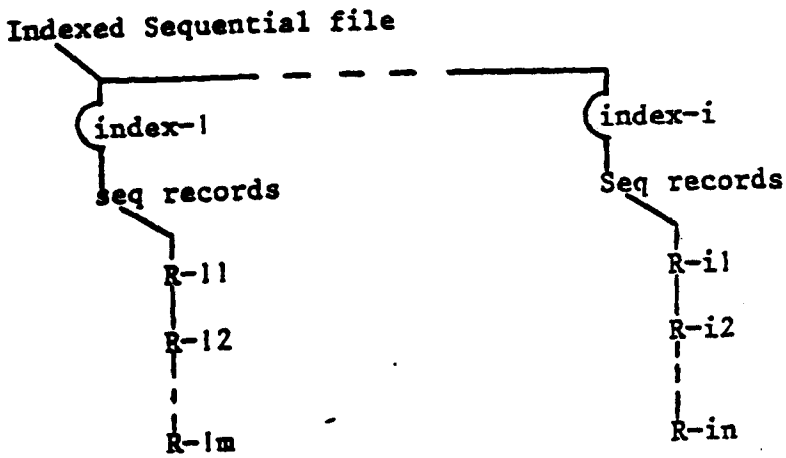 Indexed Sequential file
index-1
index-i
seq records
Seq records
R-11
R-i1
R-12
R-i2
R-1m
R-in